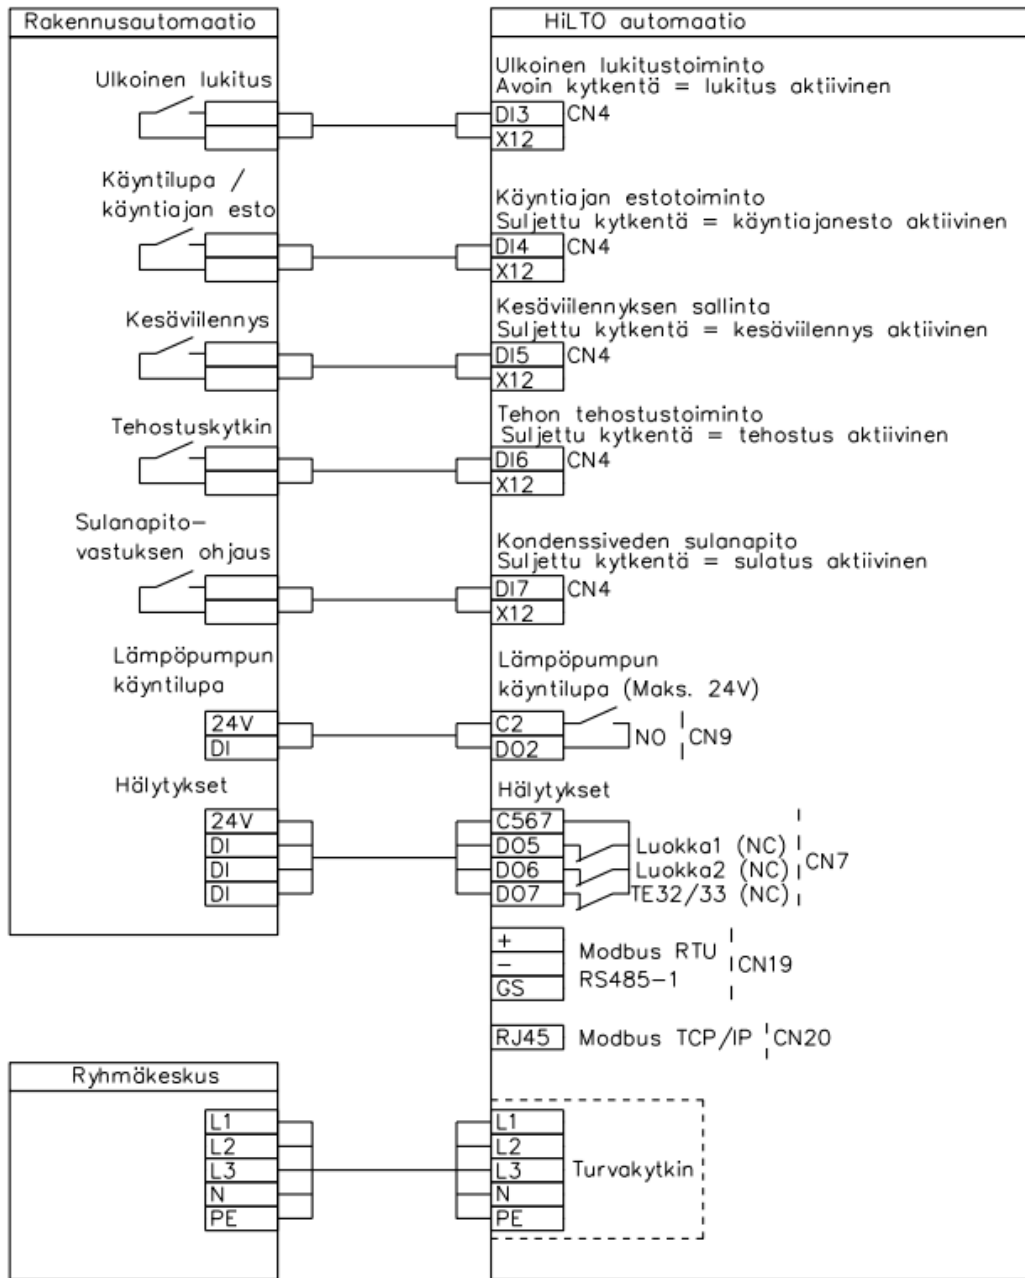 Rakennusautomaatio
HiLTO automaatio
Ulkoinen lukitus
Ulkoinen lukitustoiminto
Avoin kytkentä = lukitus aktiivinen
DI3 CN4
X12
Käyntilupa /
käyntiajan esto
Käyntiajan estotoiminto
Suljettu kytkentä = käyntiajanesto aktiivinen
DI4 CN4
X12
Kesäviilennys
Kesäviilennyksen sallinta
Suljettu kytkentä = kesäviilennys aktiivinen
DI5 CN4
X12
Tehostuskytkin
Tehon tehostustoiminto
Suljettu kytkentä = tehostus aktiivinen
DI6 CN4
X12
Sulanapito-
vastuksen ohjaus
Kondenssiveden sulanapito
Suljettu kytkentä = sulatus aktiivinen
DI7 CN4
X12
Lämpöpumpun
käyntilupa
24V
DI
Lämpöpumpun
käyntilupa (Maks. 24V)
C2
DO2
NO CN9
Hälytykset
24V
DI
DI
DI
Hälytykset
C567
DO5 Luokka1 (NC)
DO6 Luokka2 (NC)
DO7 TE32/33 (NC)
CN7
+
-
GS
Modbus RTU
RS485-1
CN19
RJ45 Modbus TCP/IP CN20
Ryhmäkeskus
L1
L2
L3
N
PE
L1
L2
L3
N
PE
Turvakytkin